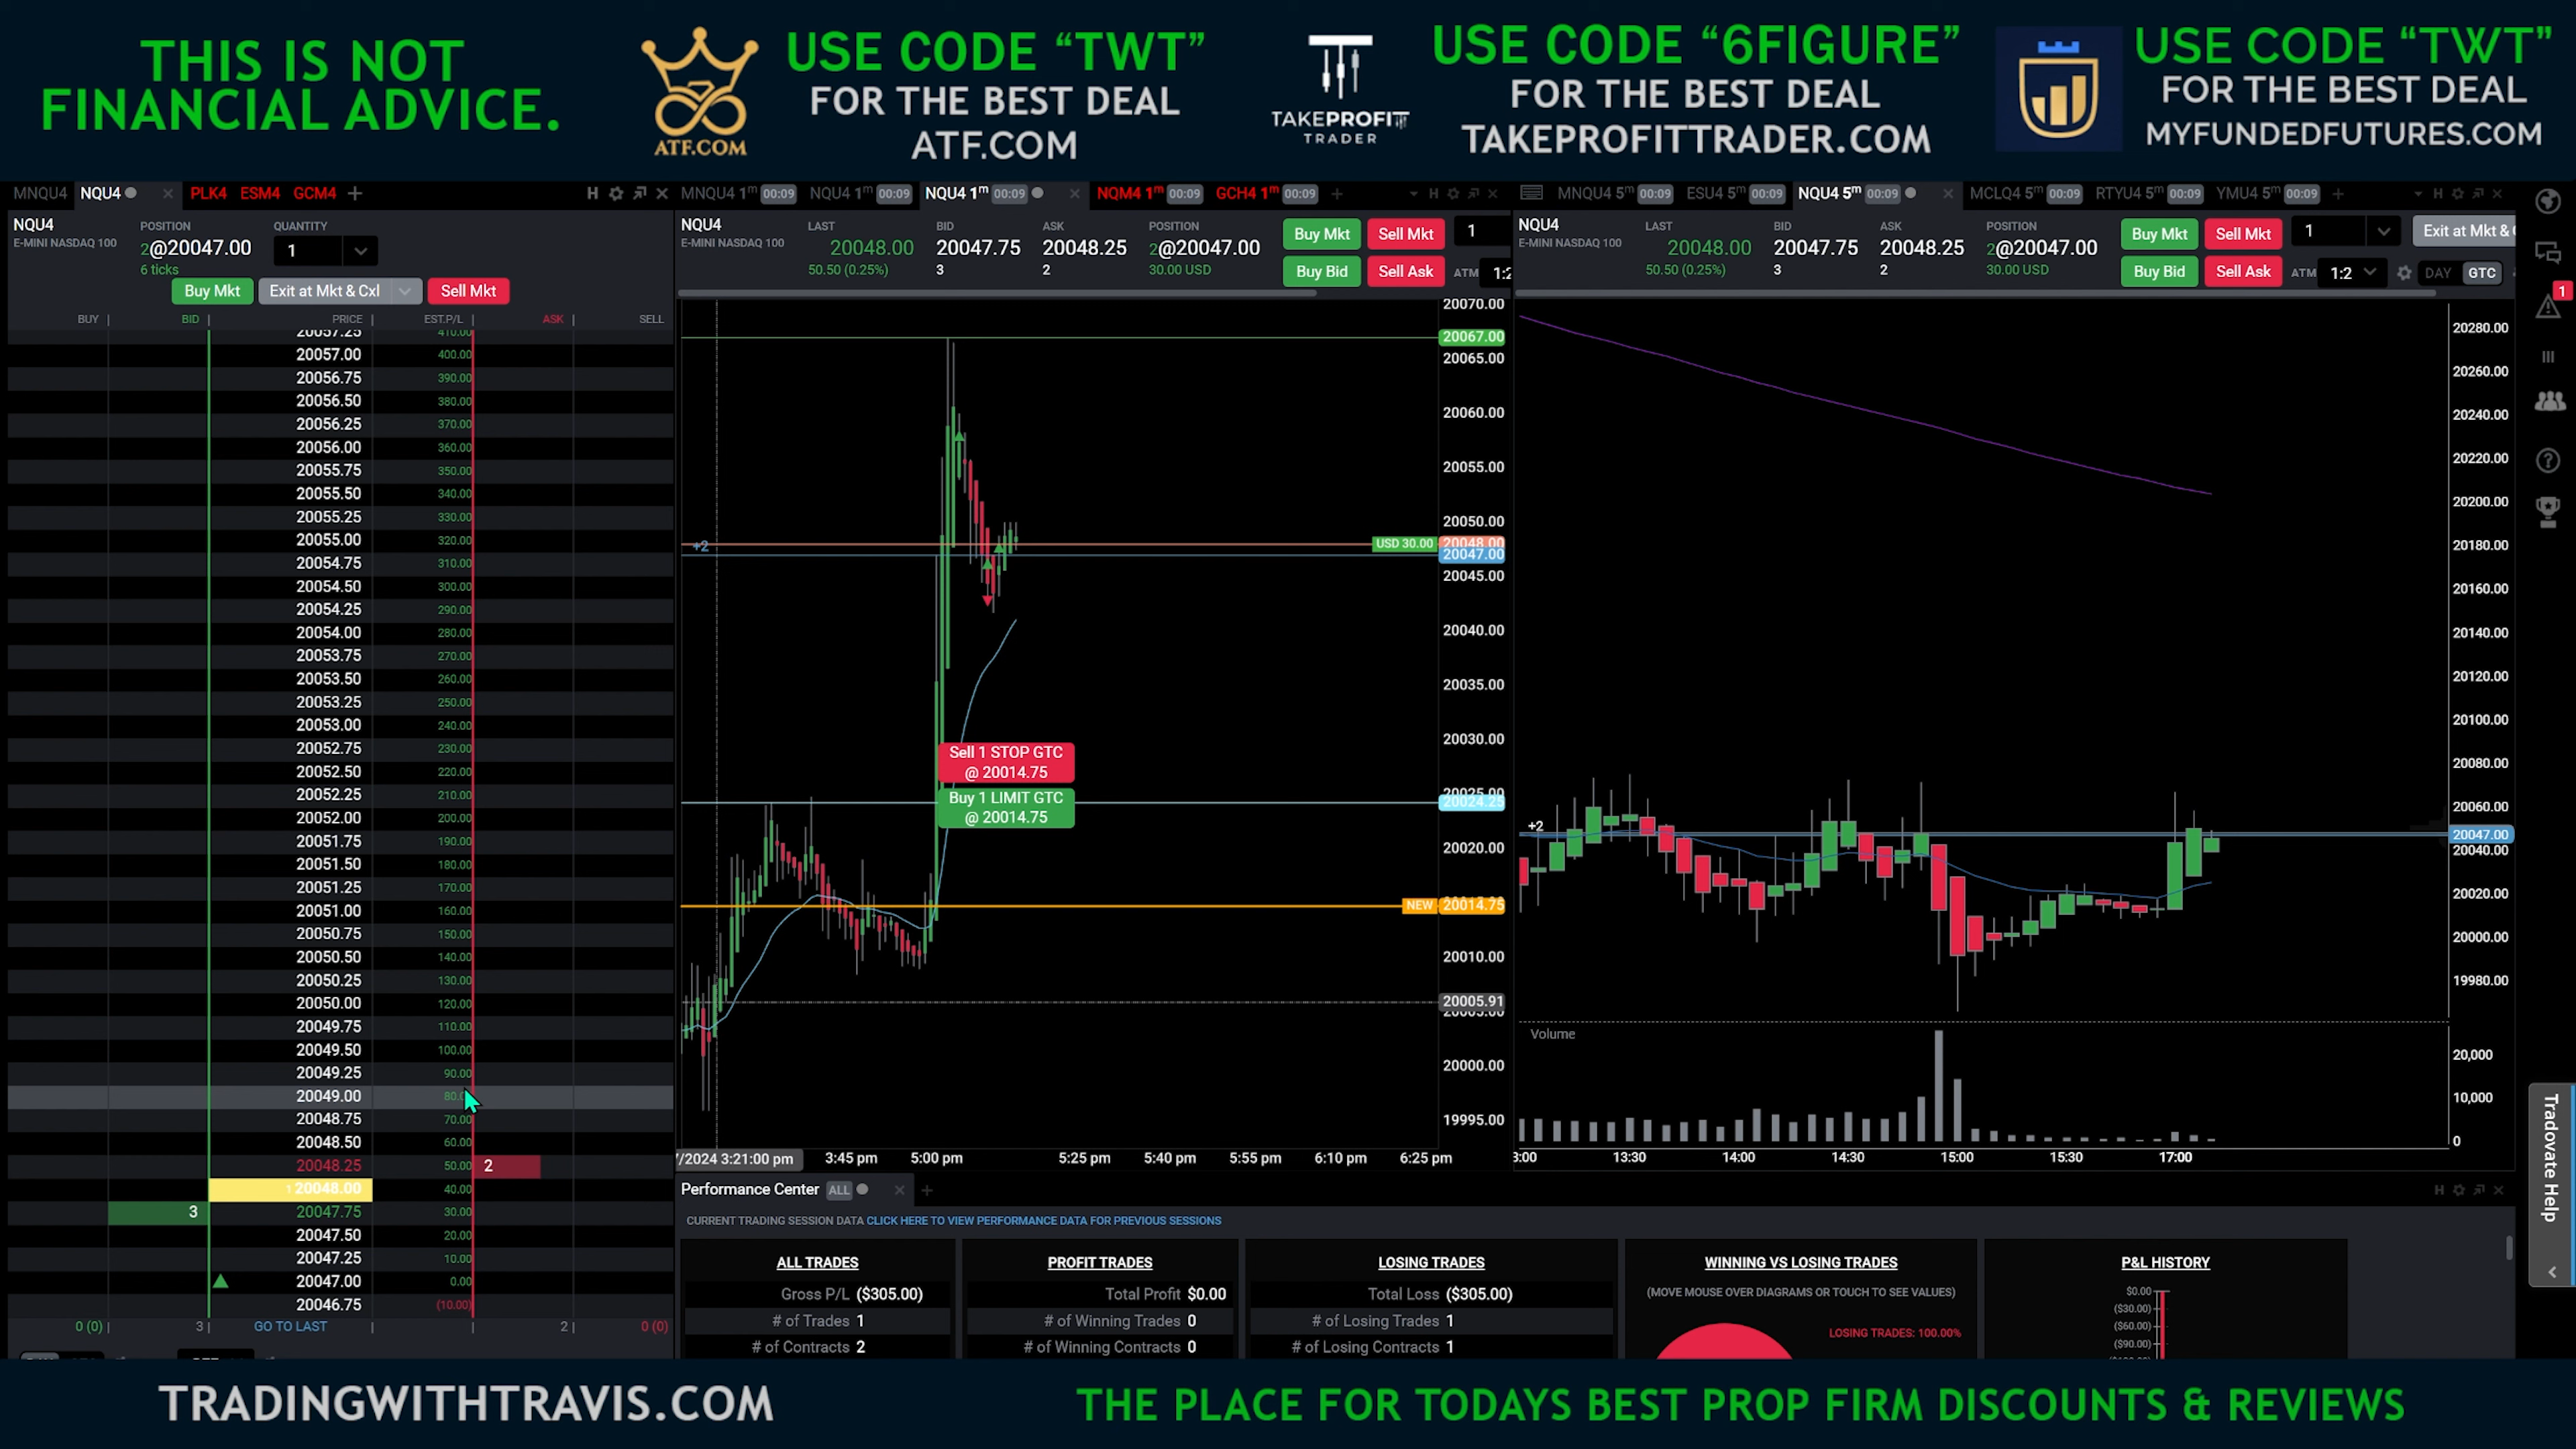 THIS IS NOT
FINANCIAL ADVICE.
ATF.COM
USE CODE “TWT”
FOR THE BEST DEAL
ATF.COM
TAKEPROFIT
TRADER
USE CODE “6FIGURE”
FOR THE BEST DEAL
TAKEPROFITTRADER.COM
USE CODE “TWT”
FOR THE BEST DEAL
MYFUNDEDFUTURES.COM
MNQU4 NQU4 PLK4 ESM4 GCM4
NQU4
E-MINI NASDAQ 100
POSITION
2@20047.00
6 ticks
QUANTITY
1
Buy Mkt Exit at Mkt & Cxl Sell Mkt
BUY BID PRICE EST.P/L ASK SELL
20057.25 410.00
20057.00 400.00
20056.75 390.00
20056.50 380.00
20056.25 370.00
20056.00 360.00
20055.75 350.00
20055.50 340.00
20055.25 330.00
20055.00 320.00
20054.75 310.00
20054.50 300.00
20054.25 290.00
20054.00 280.00
20053.75 270.00
20053.50 260.00
20053.25 250.00
20053.00 240.00
20052.75 230.00
20052.50 220.00
20052.25 210.00
20052.00 200.00
20051.75 190.00
20051.50 180.00
20051.25 170.00
20051.00 160.00
20050.75 150.00
20050.50 140.00
20050.25 130.00
20050.00 120.00
20049.75 110.00
20049.50 100.00
20049.25 90.00
20049.00
20048.75 70.00
20048.50 60.00
20048.25 50.00 2
1 20048.00 40.00
3 20047.75 30.00
20047.50 20.00
20047.25 10.00
20047.00 0.00
20046.75 (10.00)
0 (0) 3 GO TO LAST 2 0 (0)
MNQU4 1m 00:09 NQU4 1m 00:09 NQU4 1m 00:09 NQM4 1m 00:09 GCH4 1m 00:09
NQU4
E-MINI NASDAQ 100
LAST
20048.00
50.50 (0.25%)
BID
20047.75
3
ASK
20048.25
2
POSITION
2@20047.00
30.00 USD
Buy Mkt Sell Mkt 1
Buy Bid Sell Ask ATM 1:2
20070.00
20067.00
20065.00
20060.00
20055.00
20050.00
+2
USD 30.00 20048.00
20047.00
20045.00
20040.00
20035.00
20030.00
Sell 1 STOP GTC
@ 20014.75
Buy 1 LIMIT GTC
@ 20014.75
20025.00
20024.25
20020.00
NEW 20014.75
20010.00
20005.91
20005.00
20000.00
19995.00
/2024 3:21:00 pm 3:45 pm 5:00 pm 5:25 pm 5:40 pm 5:55 pm 6:10 pm 6:25 pm
MNQU4 5m 00:09 ESU4 5m 00:09 NQU4 5m 00:09 MCLQ4 5m 00:09 RTYU4 5m 00:09 YMU4 5m 00:09
NQU4
E-MINI NASDAQ 100
LAST
20048.00
50.50 (0.25%)
BID
20047.75
3
ASK
20048.25
2
POSITION
2@20047.00
30.00 USD
Buy Mkt Sell Mkt 1 Exit at Mkt &
Buy Bid Sell Ask ATM 1:2 DAY GTC
20280.00
20260.00
20240.00
20220.00
20200.00
20180.00
20160.00
20140.00
20120.00
20100.00
20080.00
20060.00
+2
20047.00
20040.00
20020.00
20000.00
19980.00
Volume
20,000
10,000
0
3:00 13:30 14:00 14:30 15:00 15:30 17:00
1
Tradovate Help
Performance Center ALL
CURRENT TRADING SESSION DATA CLICK HERE TO VIEW PERFORMANCE DATA FOR PREVIOUS SESSIONS
ALL TRADES
Gross P/L ($305.00)
# of Trades 1
# of Contracts 2
PROFIT TRADES
Total Profit $0.00
# of Winning Trades 0
# of Winning Contracts 0
LOSING TRADES
Total Loss ($305.00)
# of Losing Trades 1
# of Losing Contracts 1
WINNING VS LOSING TRADES
(MOVE MOUSE OVER DIAGRAMS OR TOUCH TO SEE VALUES)
LOSING TRADES: 100.00%
P&L HISTORY
$0.00
($30.00)
($60.00)
($90.00)
TRADINGWITHTRAVIS.COM
THE PLACE FOR TODAYS BEST PROP FIRM DISCOUNTS & REVIEWS